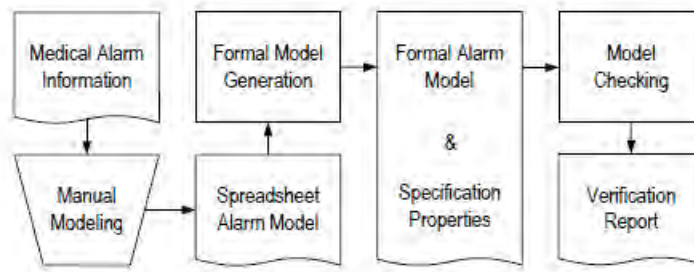 Medical Alarm
Information
Manual
Modeling
Spreadsheet
Alarm Model
Formal Model
Generation
Formal Alarm
Model
&
Specification
Properties
Model
Checking
Verification
Report